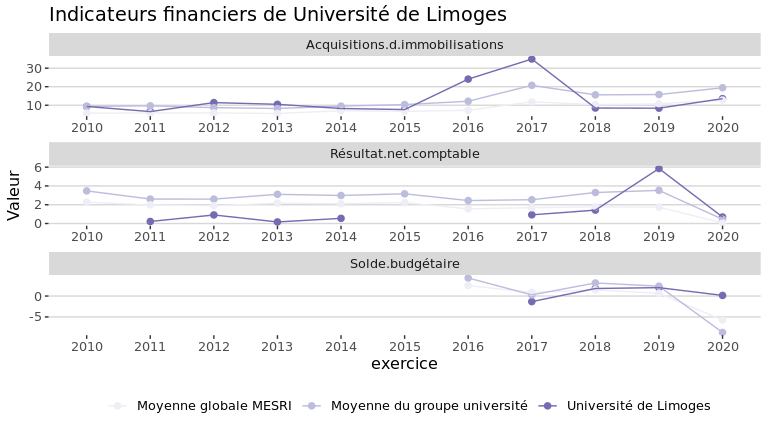 Indicateurs financiers de Université de Limoges
Acquisitions.d.immobilisations
30
20
10
2010 2011 2012 2013 2014 2015 2016 2017 2018 2019 2020
Résultat.net.comptable
6
4
2
0
2010 2011 2012 2013 2014 2015 2016 2017 2018 2019 2020
Valeur
Solde.budgétaire
0
-5
2010 2011 2012 2013 2014 2015 2016 2017 2018 2019 2020
exercice
Moyenne globale MESRI Moyenne du groupe université Université de Limoges